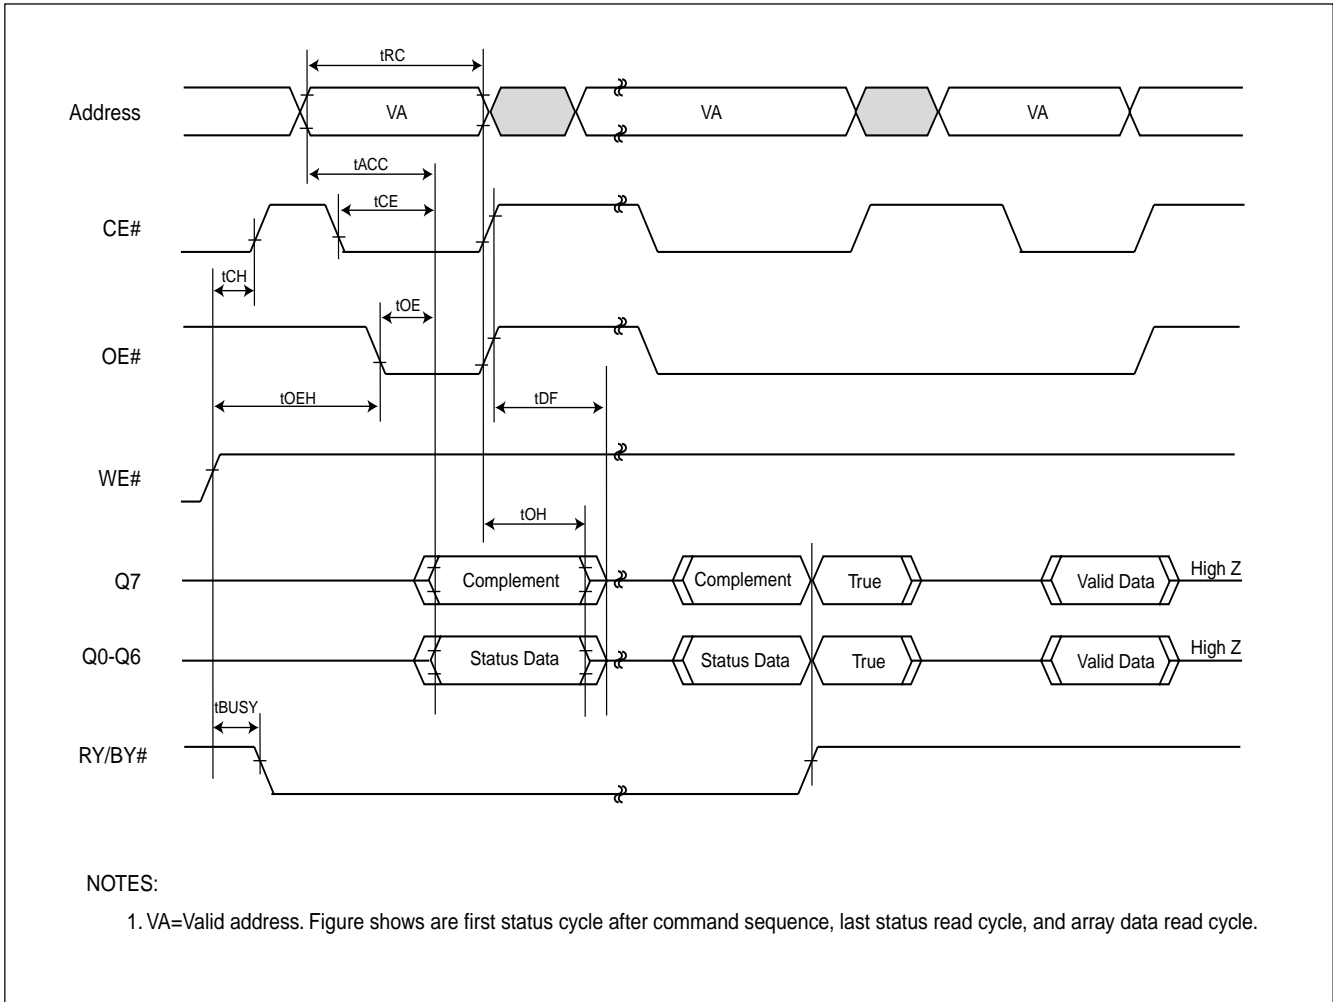 tRC
Address VA VA VA
tACC
tCE
CE#
tCH
tOE
OE#
tOEH tDF
WE#
tOH
Q7 Complement Complement True Valid Data High Z
Q0-Q6 Status Data Status Data True Valid Data High Z
tBUSY
RY/BY#
NOTES:
1. VA=Valid address. Figure shows are first status cycle after command sequence, last status read cycle, and array data read cycle.